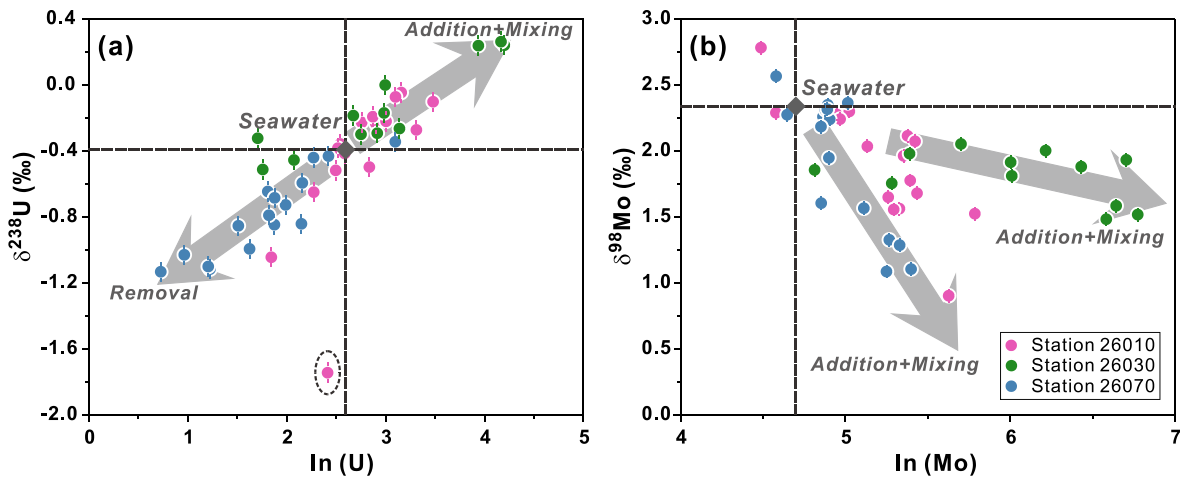 (a)
Addition+Mixing
Seawater
Removal
δ238U (‰)
0.4
0.0
-0.4
-0.8
-1.2
-1.6
-2.0
0 1 2 3 4 5
ln (U)
(b)
Seawater
Addition+Mixing
Addition+Mixing
δ98Mo (‰)
3.0
2.5
2.0
1.5
1.0
0.5
0.0
4 5 6 7
ln (Mo)
Station 26010
Station 26030
Station 26070